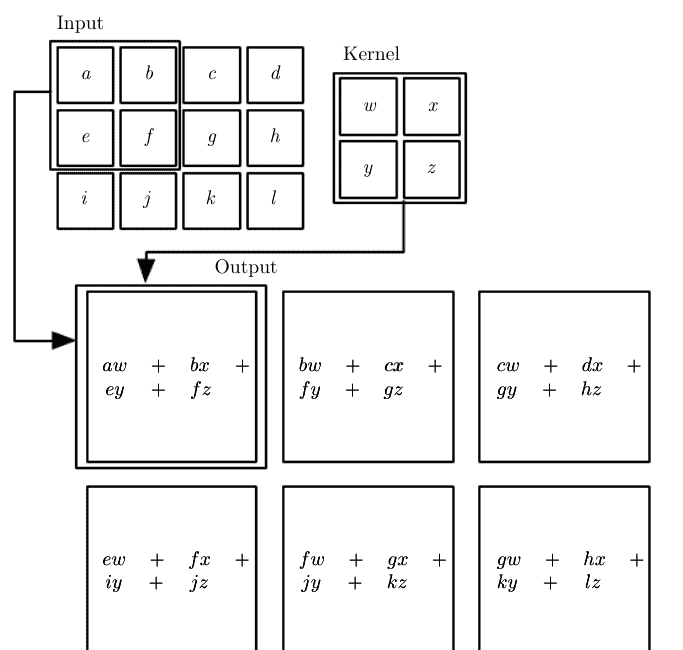 Input
Kernel
a b c d
w x
e f g h
y z
i j k l
Output
aw + bx +
ey + fz
bw + cx +
fy + gz
cw + dx +
gy + hz
ew + fx +
iy + jz
fw + gx +
jy + kz
gw + hx +
ky + lz